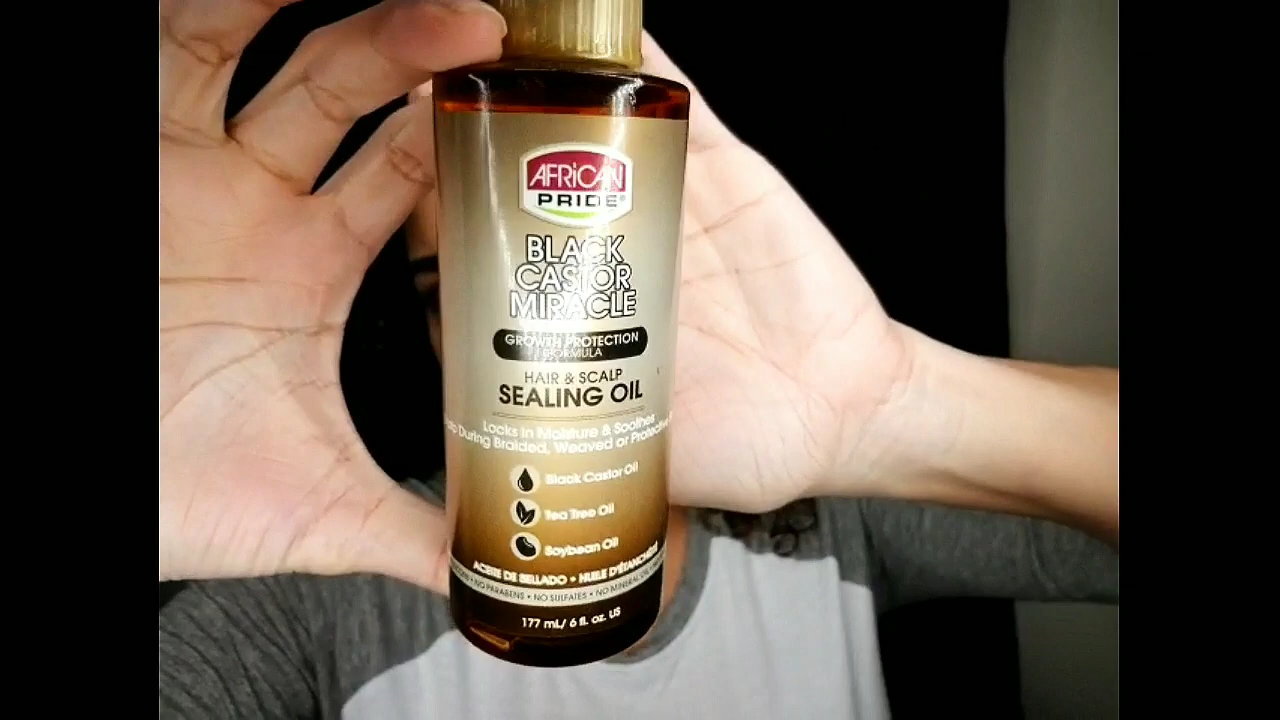 AFRICAN
PRIDE
BLACK
CASTOR
MIRACLE
GROWTH PROTECTION
FORMULA
HAIR & SCALP
SEALING OIL
Locks In Moisture & Soothes
During Braided, Weaved or Protective
Black Castor Oil
Tea Tree Oil
Soybean Oil
ACEITE DE SELLADO • HUILE D'ÉTANCHÉITÉ
• NO PARABENS • NO SULFATES • NO MINERAL
177 mL/ 6 fl. oz. US